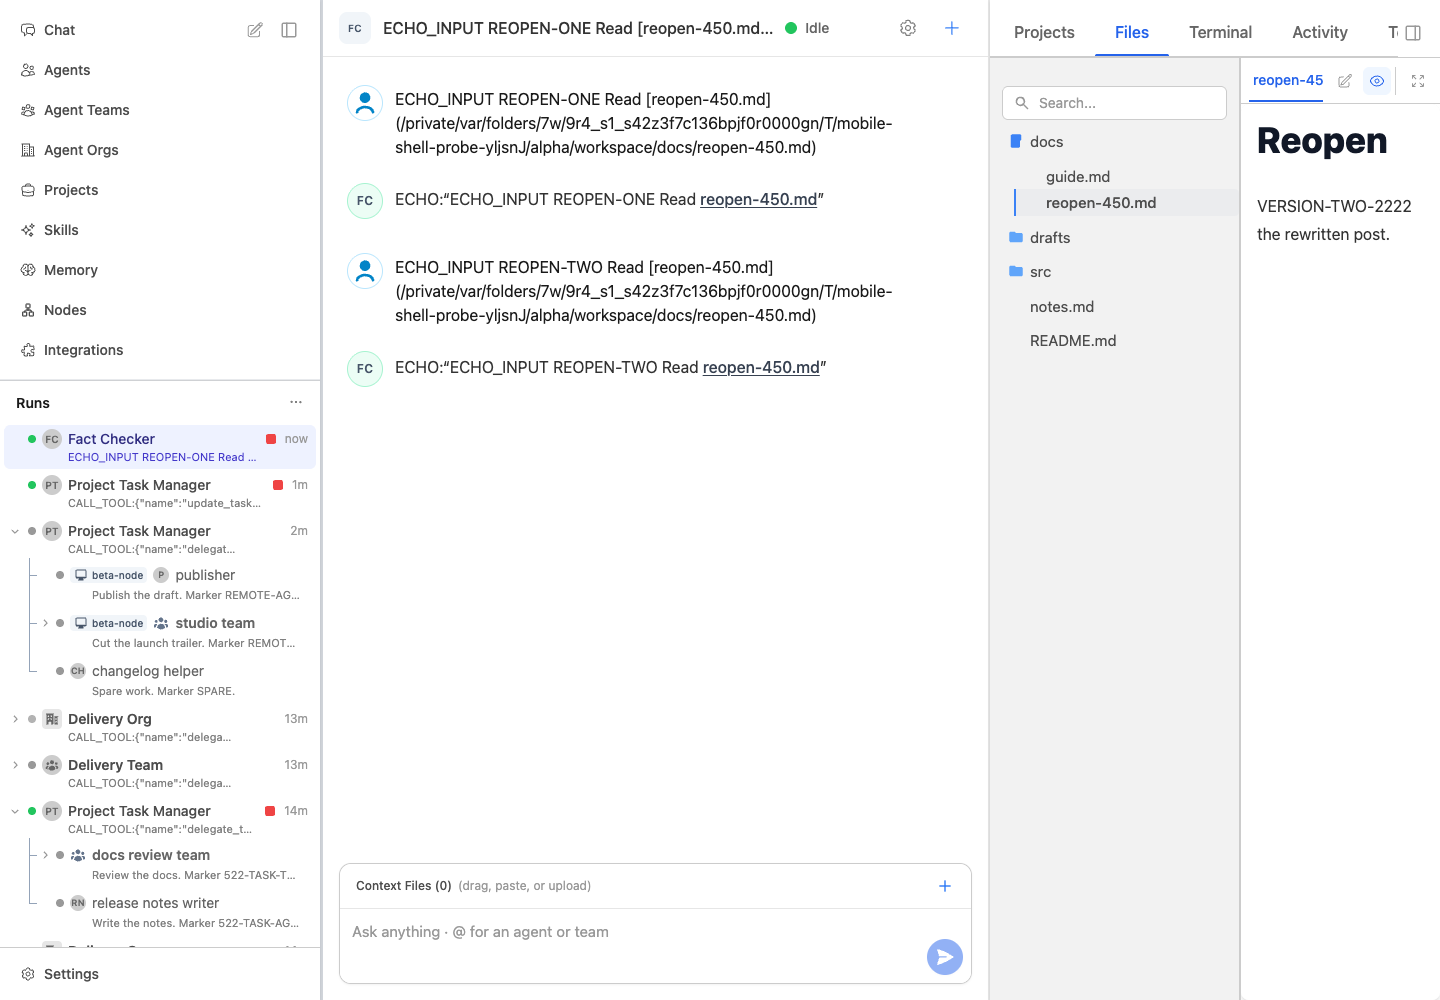 Chat
Agents
Agent Teams
Agent Orgs
Projects
Skills
Memory
Nodes
Integrations
Runs
FC Fact Checker now
ECHO_INPUT REOPEN-ONE Read ...
PT Project Task Manager 1m
CALL_TOOL:{"name":"update_task...
PT Project Task Manager 2m
CALL_TOOL:{"name":"delegat...
beta-node P publisher
Publish the draft. Marker REMOTE-AG...
beta-node studio team
Cut the launch trailer. Marker REMOT...
CH changelog helper
Spare work. Marker SPARE.
Delivery Org 13m
CALL_TOOL:{"name":"delega...
Delivery Team 13m
CALL_TOOL:{"name":"delega...
PT Project Task Manager 14m
CALL_TOOL:{"name":"delegate_t...
docs review team
Review the docs. Marker 522-TASK-T...
RN release notes writer
Write the notes. Marker 522-TASK-AG...
Settings
FC ECHO_INPUT REOPEN-ONE Read [reopen-450.md... Idle
ECHO_INPUT REOPEN-ONE Read [reopen-450.md]
(/private/var/folders/7w/9r4_s1_s42z3f7c136bpjf0r0000gn/T/mobile-
shell-probe-yljsnJ/alpha/workspace/docs/reopen-450.md)
FC ECHO:“ECHO_INPUT REOPEN-ONE Read reopen-450.md”
ECHO_INPUT REOPEN-TWO Read [reopen-450.md]
(/private/var/folders/7w/9r4_s1_s42z3f7c136bpjf0r0000gn/T/mobile-
shell-probe-yljsnJ/alpha/workspace/docs/reopen-450.md)
FC ECHO:“ECHO_INPUT REOPEN-TWO Read reopen-450.md”
Context Files (0) (drag, paste, or upload)
Ask anything · @ for an agent or team
Projects Files Terminal Activity
Search...
docs
guide.md
reopen-450.md
drafts
src
notes.md
README.md
reopen-45
Reopen
VERSION-TWO-2222
the rewritten post.